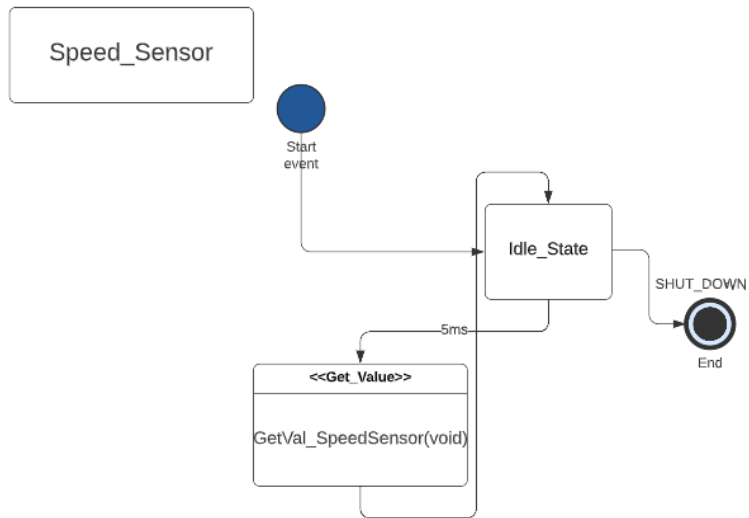 Speed_Sensor
Start
event
Idle_State
SHUT_DOWN
End
5ms
<<Get_Value>>
GetVal_SpeedSensor(void)